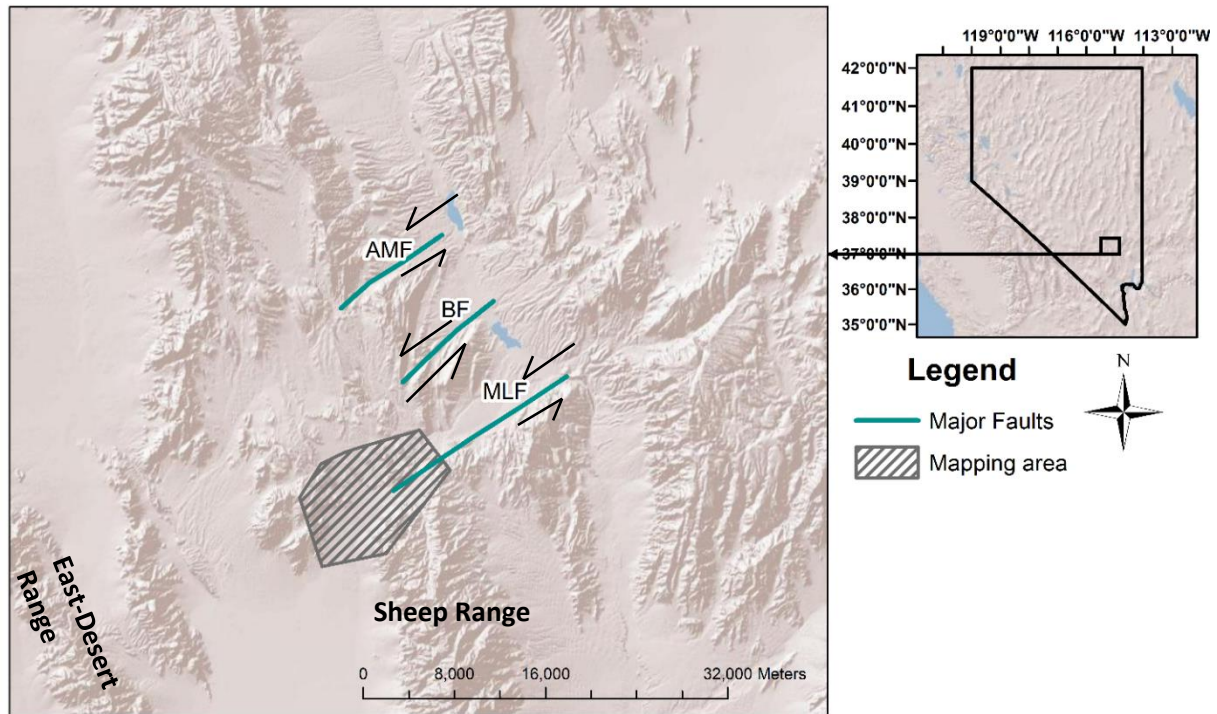 AMF
BF
MLF
East-Desert
Range
Sheep Range
0 8,000 16,000 32,000 Meters
119°0'0"W 116°0'0"W 113°0'0"W
42°0'0"N
41°0'0"N
40°0'0"N
39°0'0"N
38°0'0"N
37°0'0"N
36°0'0"N
35°0'0"N
Legend
N
Major Faults
Mapping area